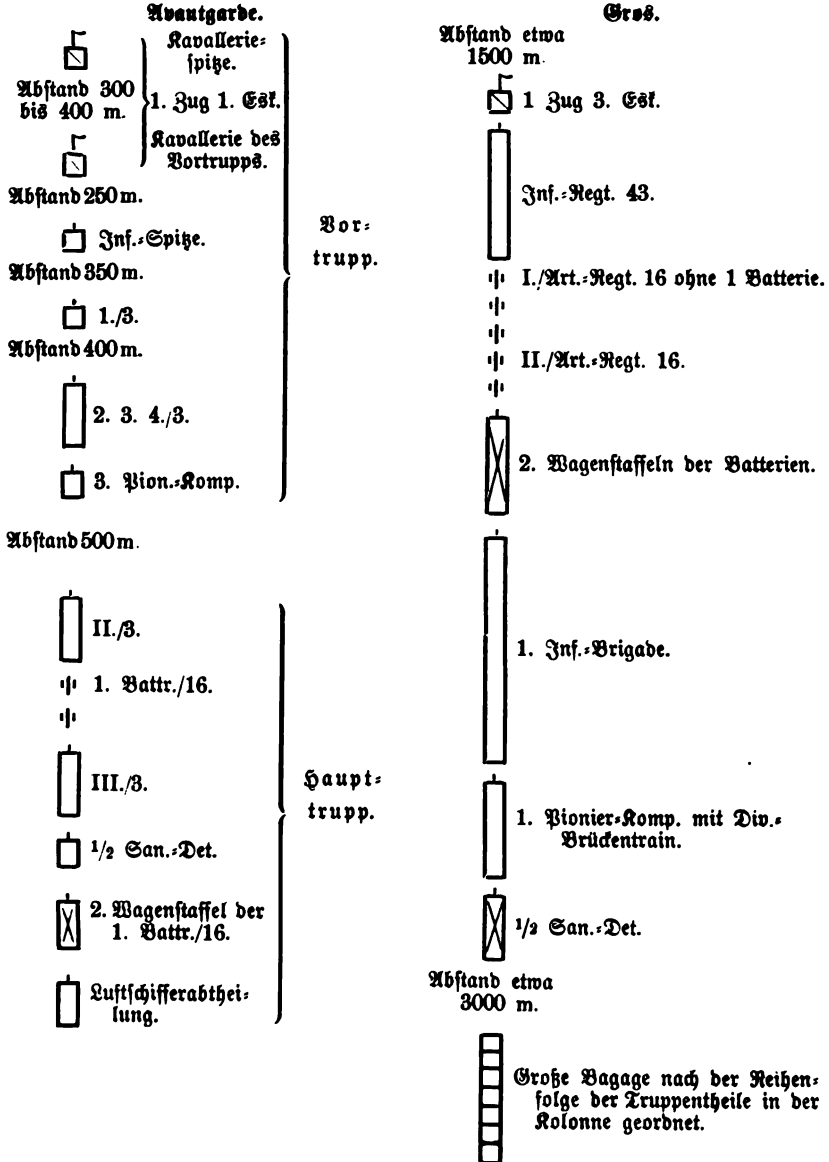 Avantgarde.
Kavallerie=
spitze.
Abstand 300
bis 400 m.
1. Zug 1. Esk.
Kavallerie des
Vortrupps.
Abstand 250 m.
Inf.=Spitze.
Abstand 350 m.
1./3.
Abstand 400 m.
2. 3. 4./3.
3. Pion.=Komp.
Vor=
trupp.
Abstand 500 m.
II./3.
1. Battr./16.
III./3.
1/2 San.=Det.
2. Wagenstaffel der
1. Battr./16.
Luftschifferabthei=
lung.
Haupt=
trupp.
Gros.
Abstand etwa
1500 m.
1 Zug 3. Esk.
Inf.=Regt. 43.
I./Art.=Regt. 16 ohne 1 Batterie.
II./Art.=Regt. 16.
2. Wagenstaffeln der Batterien.
1. Inf.=Brigade.
1. Pionier=Komp. mit Div.=
Brückentrain.
1/2 San.=Det.
Abstand etwa
3000 m.
Große Bagage nach der Reihen=
folge der Truppentheile in der
Kolonne geordnet.